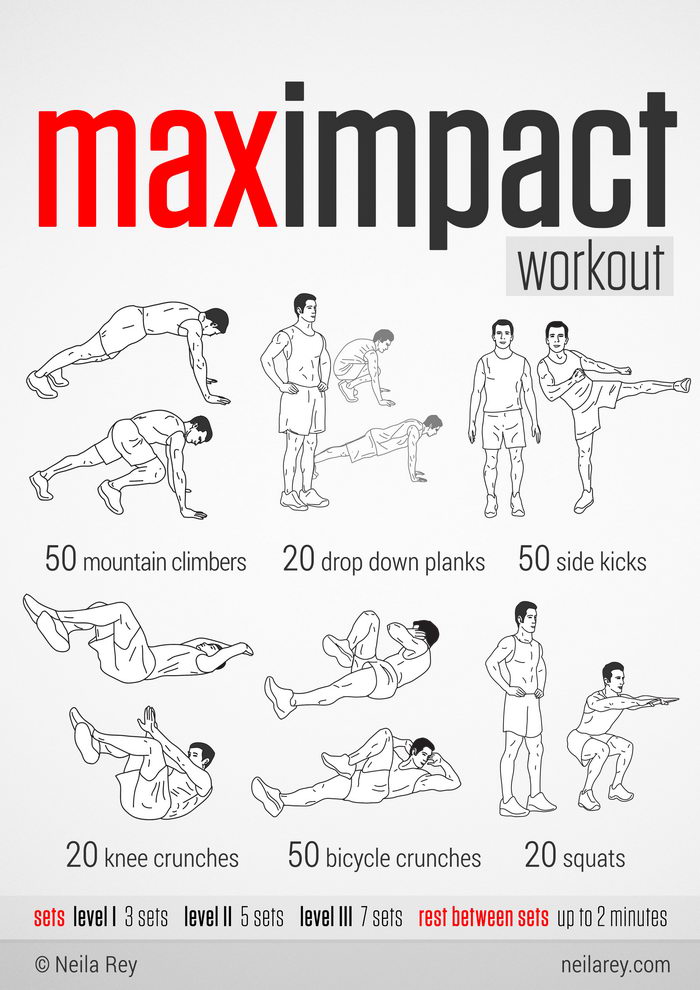 maximpact
workout
50 mountain climbers
20 drop down planks
50 side kicks
20 knee crunches
50 bicycle crunches
20 squats
sets level I 3 sets level II 5 sets level III 7 sets rest between sets up to 2 minutes
© Neila Rey
neilarey.com